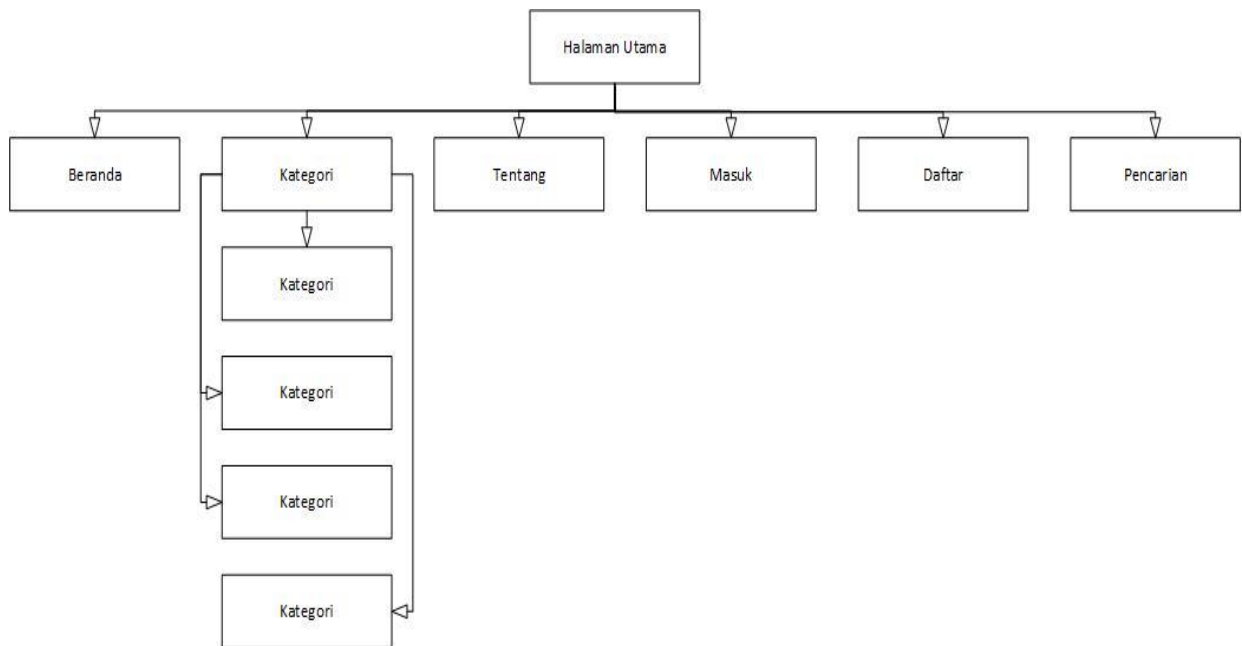 Halaman Utama
Beranda
Kategori
Tentang
Masuk
Daftar
Pencarian
Kategori
Kategori
Kategori
Kategori